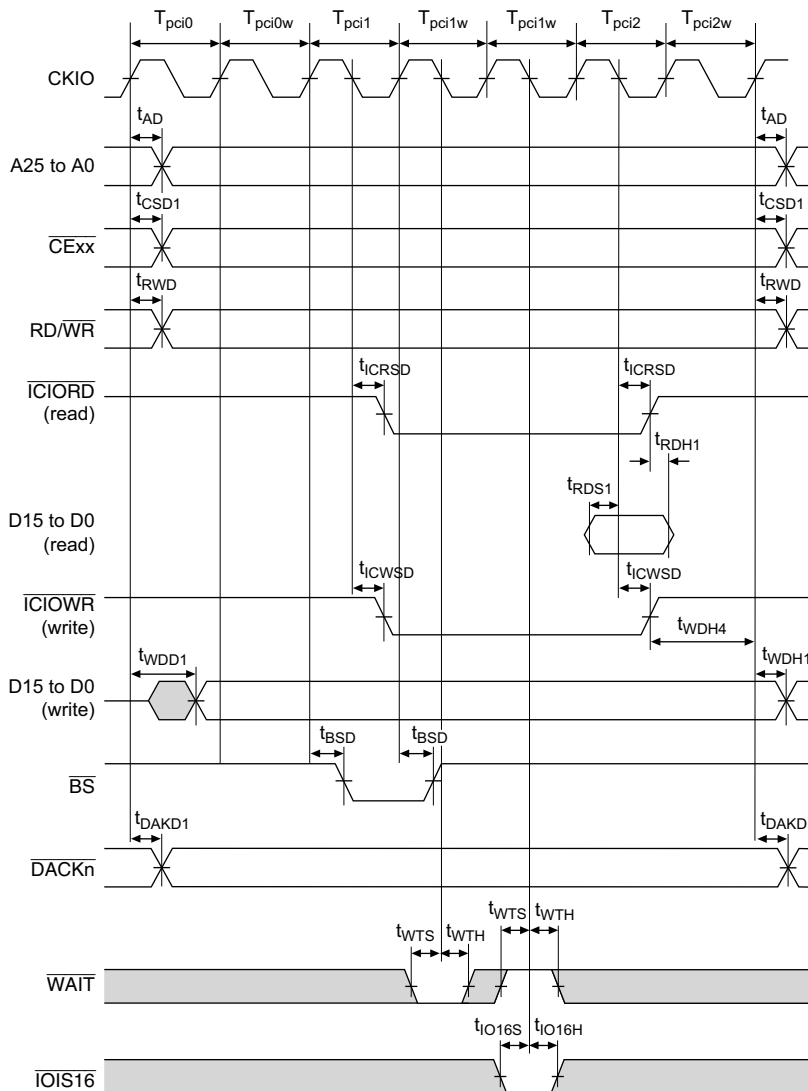 Tpci0 Tpci0w Tpci1 Tpci1w Tpci1w Tpci2 Tpci2w
CKIO
tAD tAD
A25 to A0
tCSD1 tCSD1
CExx
tRWD tRWD
RD/WR
tICRSD tICRSD
ICIORD
(read)
tRDH1
tRDS1
D15 to D0
(read)
tICWSD tICWSD
ICIOWR
(write)
tWDH4
tWDD1 tWDH1
D15 to D0
(write)
tBSD tBSD
BS
tDAKD1 tDAKD
DACKn
tWTS tWTH
tWTS tWTH
WAIT
tIO16S tIO16H
IOIS16